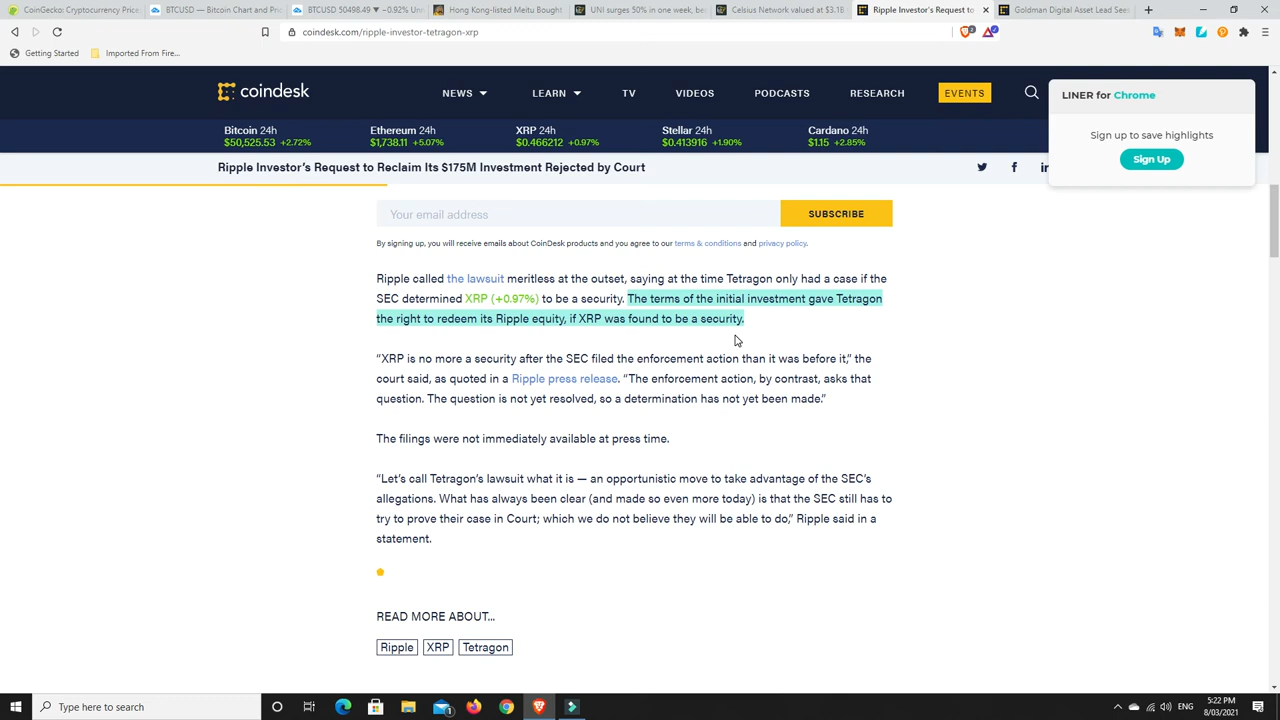 CoinGecko: Cryptocurrency Price
BTCUSD — Bitcoin Chart and Pric
BTCUSD 50498.49 ▼ −0.92% Unn
Hong Kong-listed Meitu Bought
UNI surges 50% in one week, be
Celsius Network valued at $3.1B
Ripple Investor's Request to
Goldman Digital Asset Lead Sees
coindesk.com/ripple-investor-tetragon-xrp
Getting Started
Imported From Fire...
coindesk
NEWS
LEARN
TV
VIDEOS
PODCASTS
RESEARCH
EVENTS
LINER for Chrome
Sign up to save highlights
Sign Up
Bitcoin 24h
$50,525.53 +2.72%
Ethereum 24h
$1,738.11 +5.07%
XRP 24h
$0.466212 +0.97%
Stellar 24h
$0.413916 +1.90%
Cardano 24h
$1.15 +2.85%
Ripple Investor's Request to Reclaim Its $175M Investment Rejected by Court
Your email address
SUBSCRIBE
By signing up, you will receive emails about CoinDesk products and you agree to our terms & conditions and privacy policy.
Ripple called the lawsuit meritless at the outset, saying at the time Tetragon only had a case if the
SEC determined XRP (+0.97%) to be a security. The terms of the initial investment gave Tetragon
the right to redeem its Ripple equity, if XRP was found to be a security.
“XRP is no more a security after the SEC filed the enforcement action than it was before it,” the
court said, as quoted in a Ripple press release. “The enforcement action, by contrast, asks that
question. The question is not yet resolved, so a determination has not yet been made.”
The filings were not immediately available at press time.
“Let's call Tetragon's lawsuit what it is — an opportunistic move to take advantage of the SEC's
allegations. What has always been clear (and made so even more today) is that the SEC still has to
try to prove their case in Court; which we do not believe they will be able to do,” Ripple said in a
statement.
READ MORE ABOUT...
Ripple
XRP
Tetragon
Type here to search
ENG
5:22 PM
8/03/2021